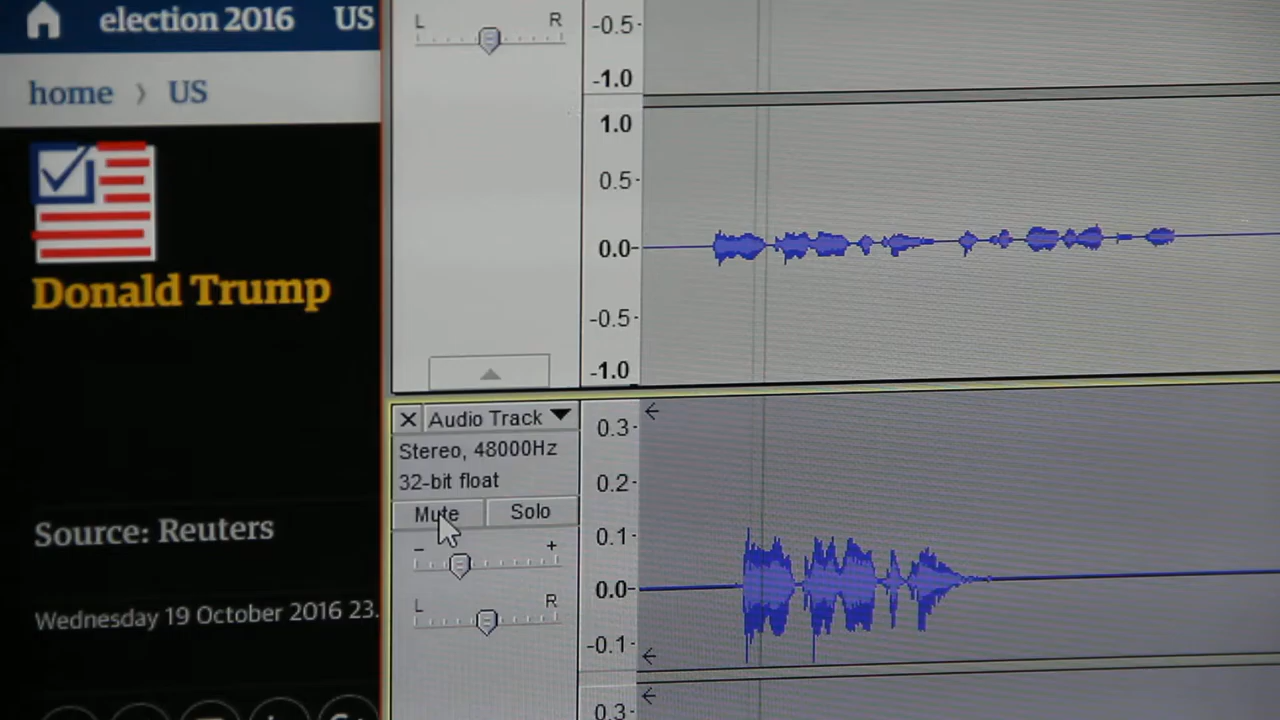 election 2016 US
home › US
Donald Trump
Source: Reuters
Wednesday 19 October 2016 23.
L R
-0.5
-1.0
1.0
0.5
0.0
-0.5
-1.0
× Audio Track
Stereo, 48000Hz
32-bit float
Mute Solo
- +
L R
0.3
0.2
0.1
0.0
-0.1
0.3